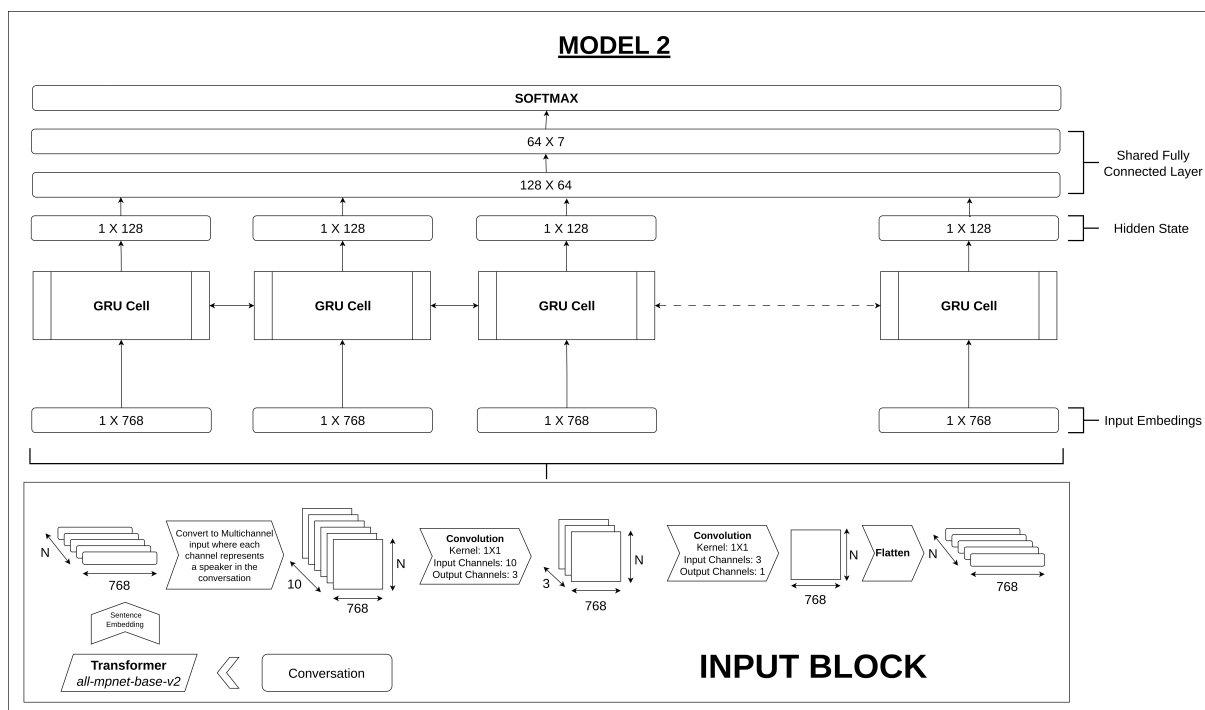 MODEL 2
SOFTMAX
64 X 7
128 X 64
Shared Fully
Connected Layer
1 X 128
1 X 128
1 X 128
1 X 128
Hidden State
GRU Cell
GRU Cell
GRU Cell
GRU Cell
1 X 768
1 X 768
1 X 768
1 X 768
Input Embedings
N
768
Convert to Multichannel
input where each
channel represents
a speaker in the
conversation
10
768
N
Convolution
Kernel: 1X1
Input Channels: 10
Output Channels: 3
3
768
N
Convolution
Kernel: 1X1
Input Channels: 3
Output Channels: 1
N
768
Flatten
N
768
Sentence
Embedding
Transformer
all-mpnet-base-v2
Conversation
INPUT BLOCK